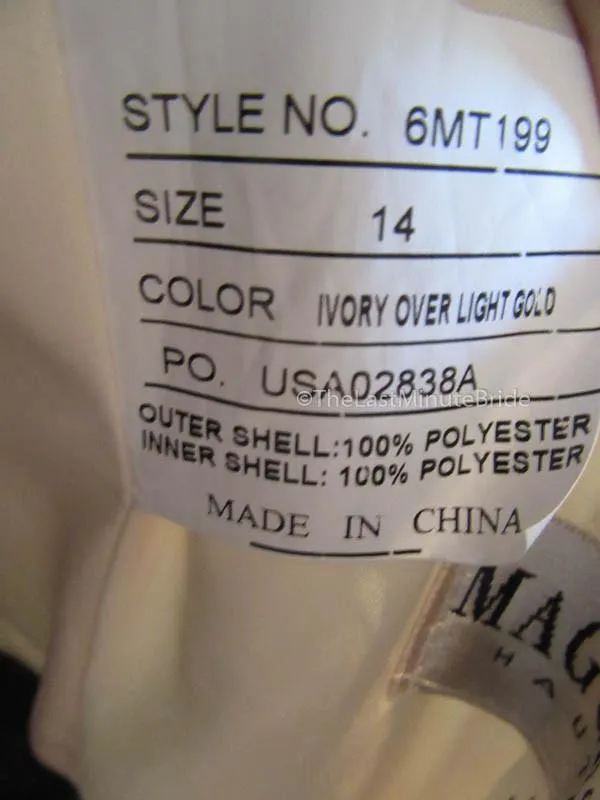 STYLE NO. 6MT199
SIZE 14
COLOR IVORY OVER LIGHT GOLD
PO. USA02838A
©TheLastMinuteBride
OUTER SHELL:100% POLYESTER
INNER SHELL: 100% POLYESTER
MADE IN CHINA
MAG